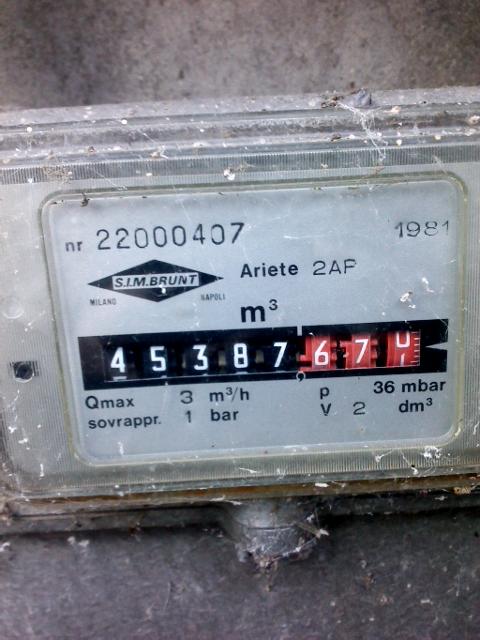 nr 22000407 1981
S.I.M.BRUNT
MILANO NAPOLI
Ariete 2AP
m³
4 5 3 8 7 6 7
Qmax 3 m³/h p 36 mbar
sovrappr. 1 bar V 2 dm³